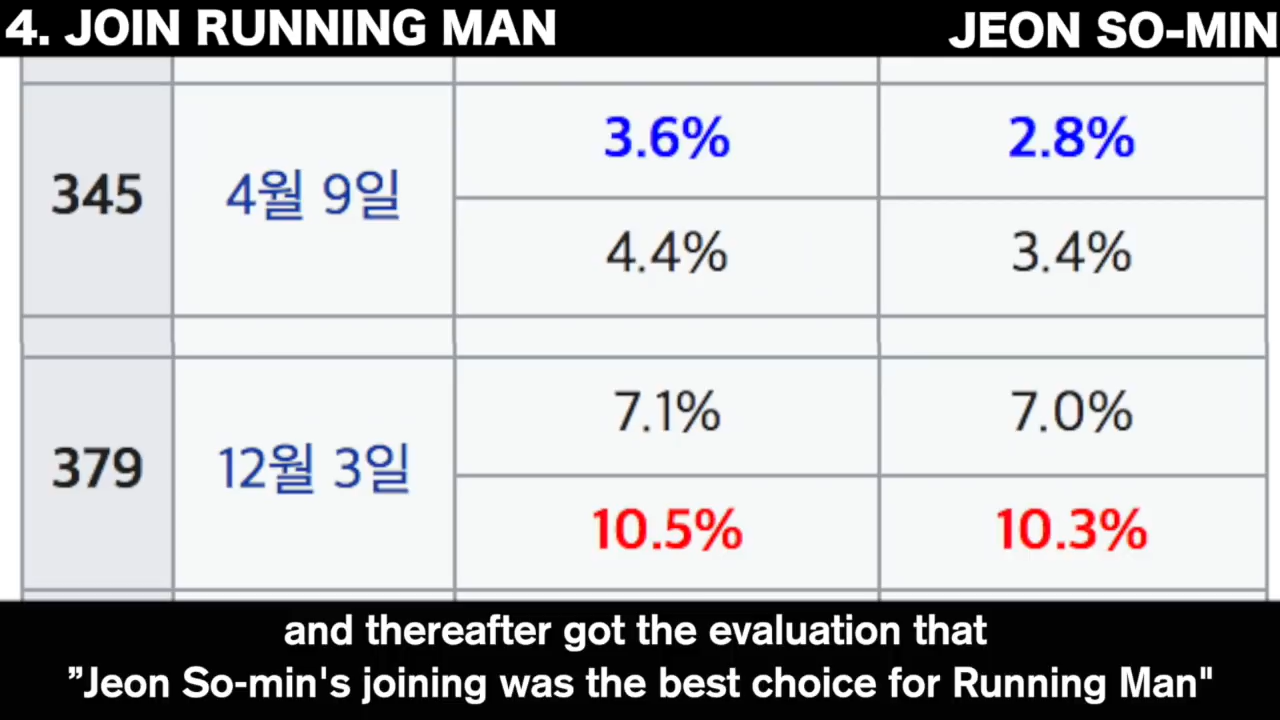 4. JOIN RUNNING MAN JEON SO-MIN
345 4월 9일 3.6% 2.8%
4.4% 3.4%
379 12월 3일 7.1% 7.0%
10.5% 10.3%
and thereafter got the evaluation that
”Jeon So-min's joining was the best choice for Running Man"